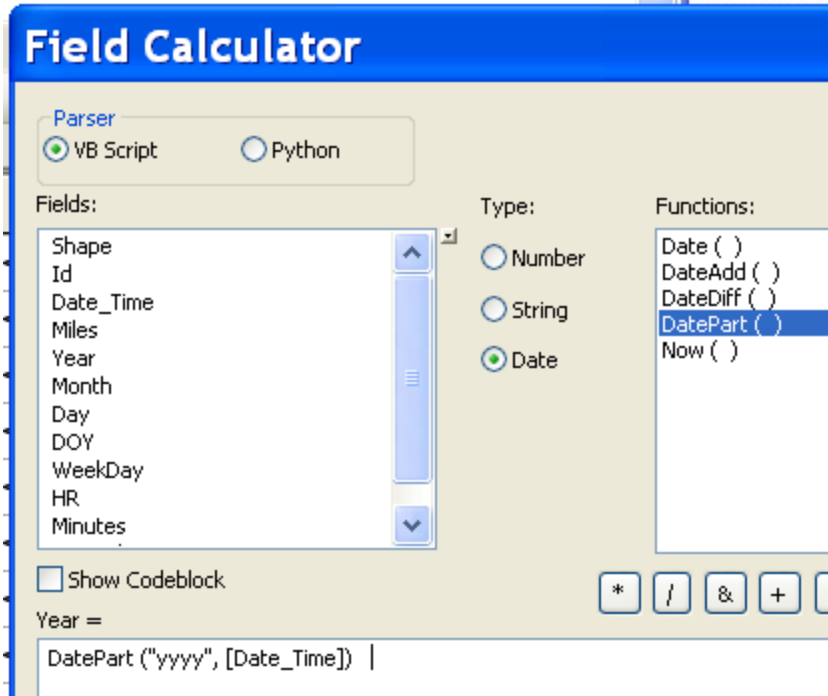 Field Calculator
Parser
VB Script
Python
Fields:
Type:
Functions:
Shape
Id
Date_Time
Miles
Year
Month
Day
DOY
WeekDay
HR
Minutes
Number
String
Date
Date ( )
DateAdd ( )
DateDiff ( )
DatePart ( )
Now ( )
Show Codeblock
* / & +
Year =
DatePart ("yyyy", [Date_Time])